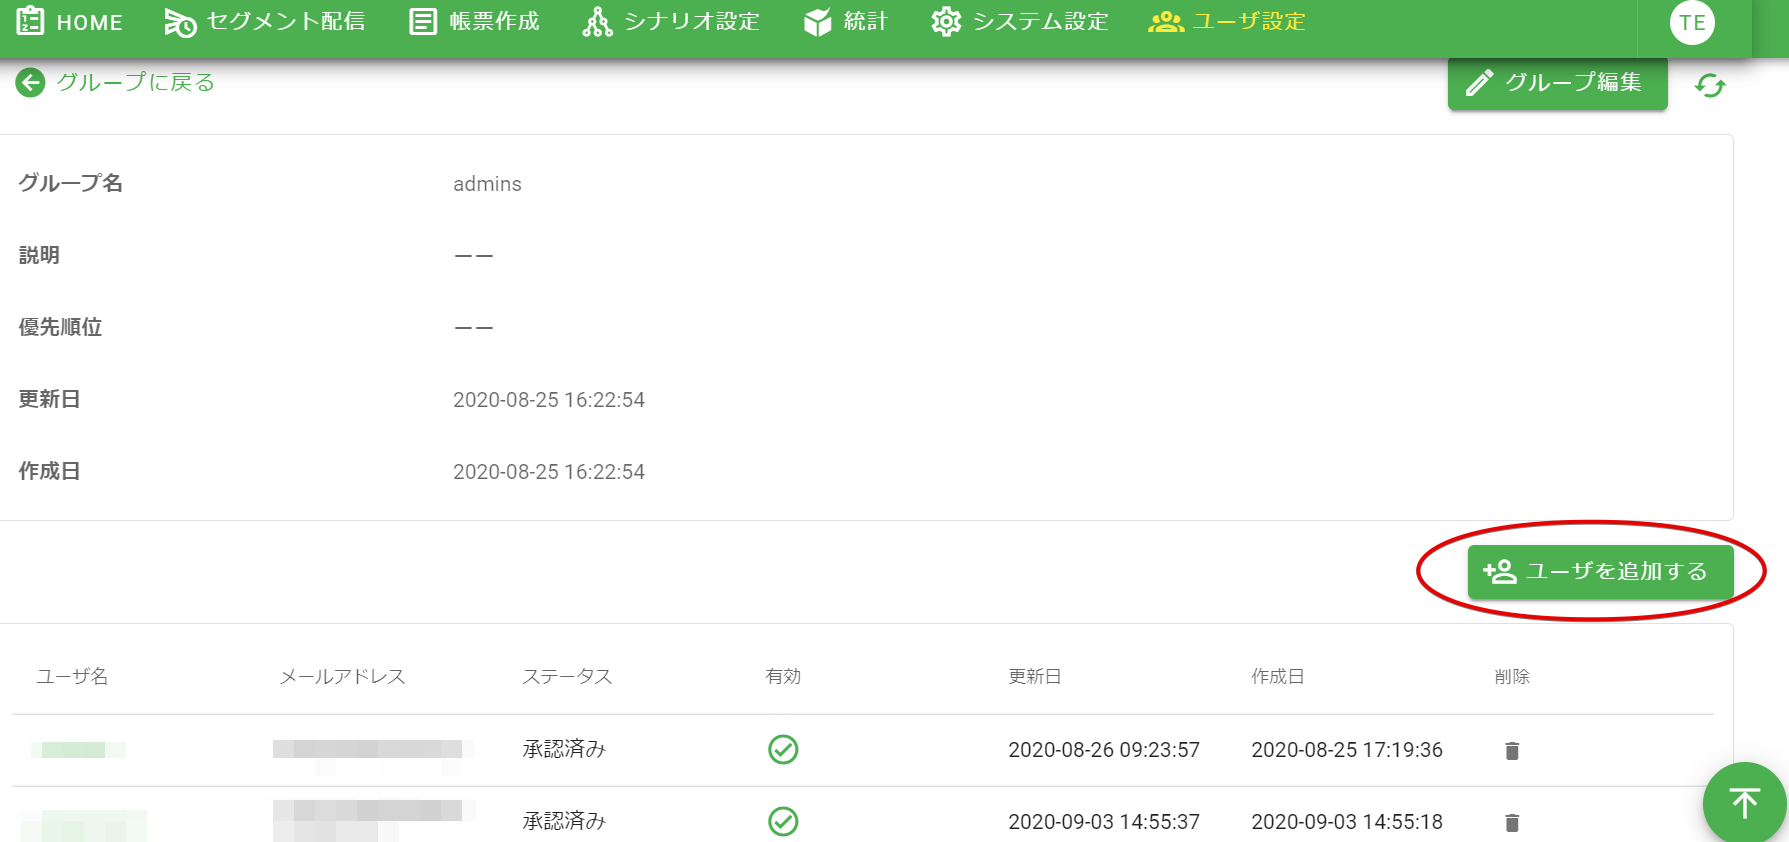 HOME セグメント配信 帳票作成 シナリオ設定 統計 システム設定 ユーザ設定 TE
グループに戻る グループ編集
グループ名 admins
説明 ーー
優先順位 ーー
更新日 2020-08-25 16:22:54
作成日 2020-08-25 16:22:54
ユーザを追加する
ユーザ名 メールアドレス ステータス 有効 更新日 作成日 削除
承認済み 2020-08-26 09:23:57 2020-08-25 17:19:36
承認済み 2020-09-03 14:55:37 2020-09-03 14:55:18